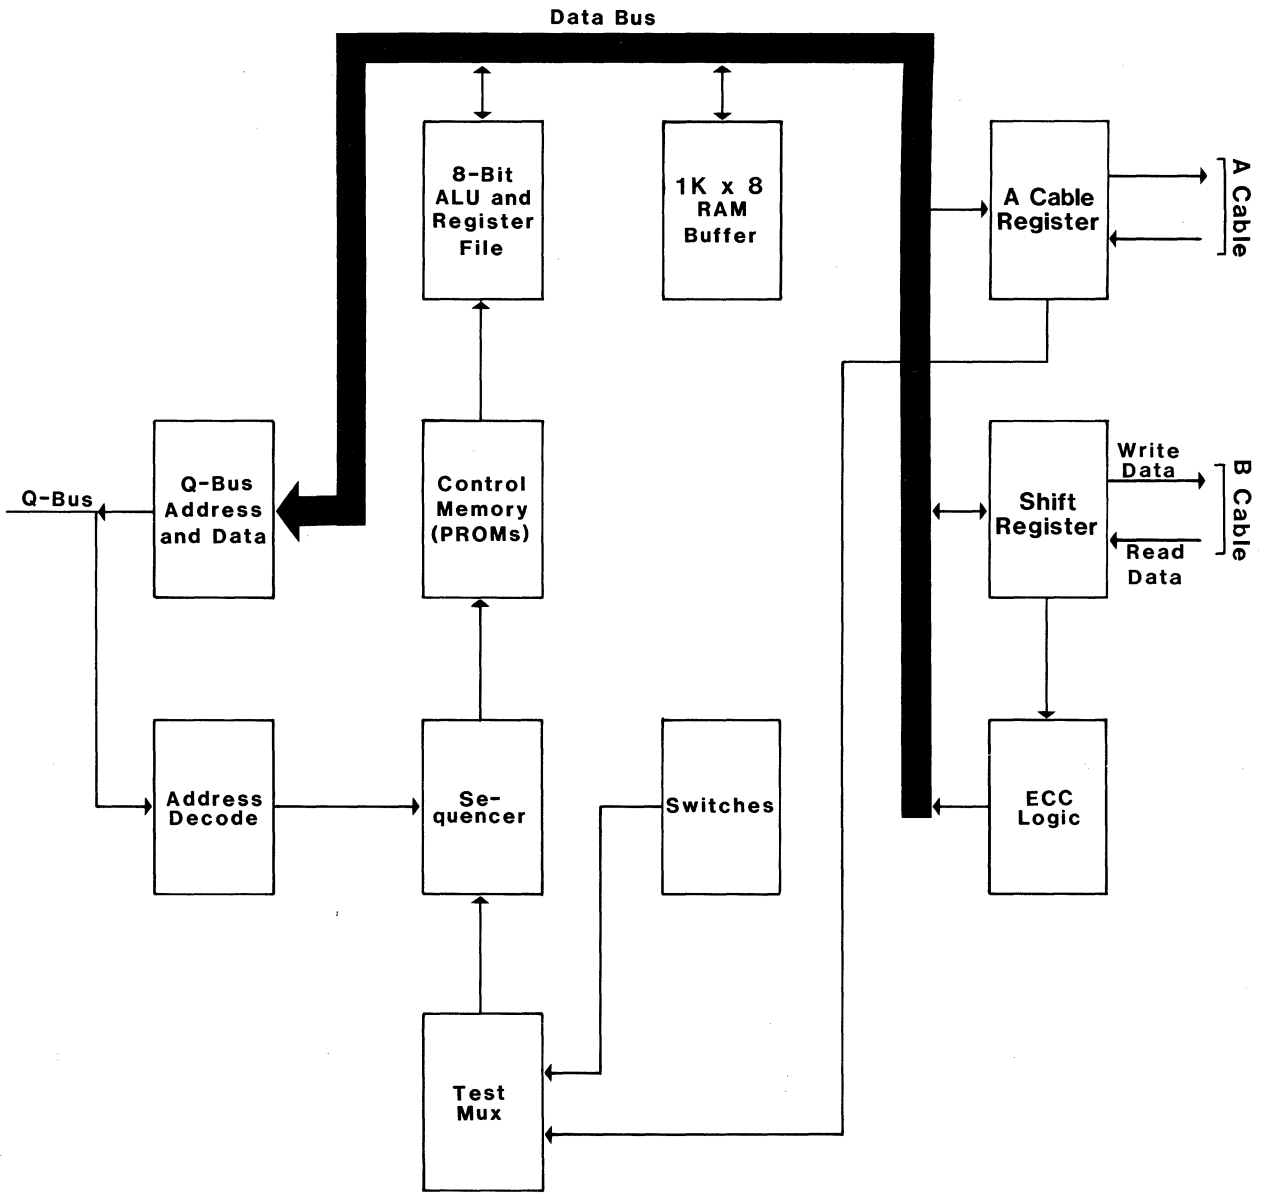 Data Bus
8-Bit
ALU and
Register
File
1K x 8
RAM
Buffer
A Cable
Register
A Cable
Q-Bus
Q-Bus
Address
and Data
Control
Memory
(PROMs)
Shift
Register
Write
Data
Read
Data
B Cable
Address
Decode
Se-
quencer
Switches
ECC
Logic
Test
Mux